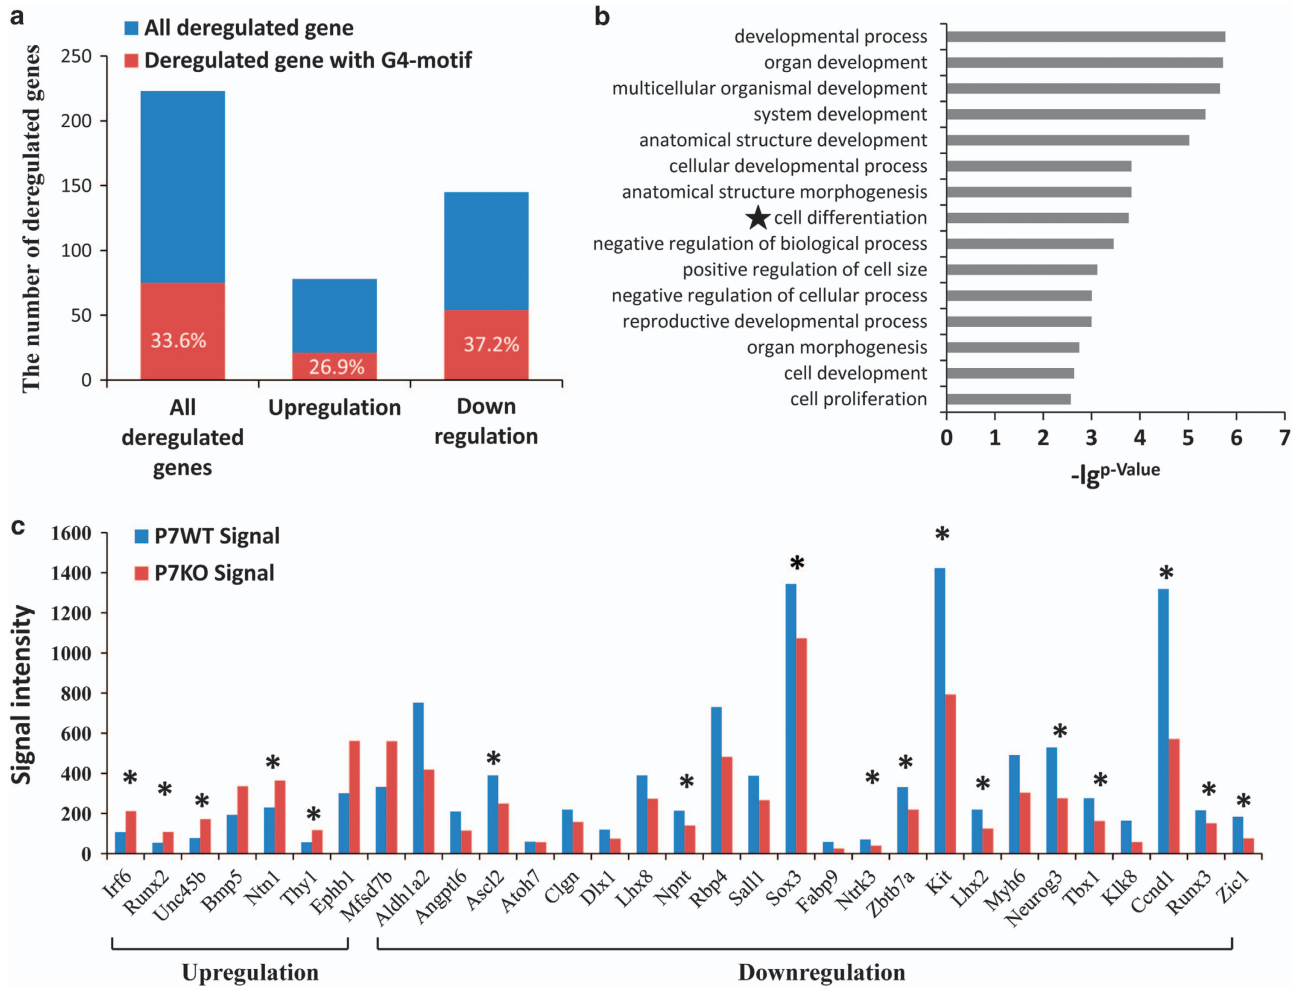 a
All deregulated gene
Deregulated gene with G4-motif
The number of deregulated genes
250
200
150
100
50
0
33.6%
26.9%
37.2%
All
deregulated
genes
Upregulation
Down
regulation
b
developmental process
organ development
multicellular organismal development
system development
anatomical structure development
cellular developmental process
anatomical structure morphogenesis
★ cell differentiation
negative regulation of biological process
positive regulation of cell size
negative regulation of cellular process
reproductive developmental process
organ morphogenesis
cell development
cell proliferation
0 1 2 3 4 5 6 7
-lg p-Value
c
P7WT Signal
P7KO Signal
Signal intensity
1600
1400
1200
1000
800
600
400
200
0
* * * * * * * * * * * * * * * * *
Irf6 Runx2 Unc45b Bmp5 Ntn1 Thy1 Ephb1 Mfsd7b Aldh1a2 Angptl6 Ascl2 Atoh7 Clgn Dlx1 Lhx8 Npnt Rbp4 Sall1 Sox3 Fabp9 Ntrk3 Zbtb7a Kit Lhx2 Myh6 Neurog3 Tbx1 Klk8 Ccnd1 Runx3 Zic1
Upregulation
Downregulation